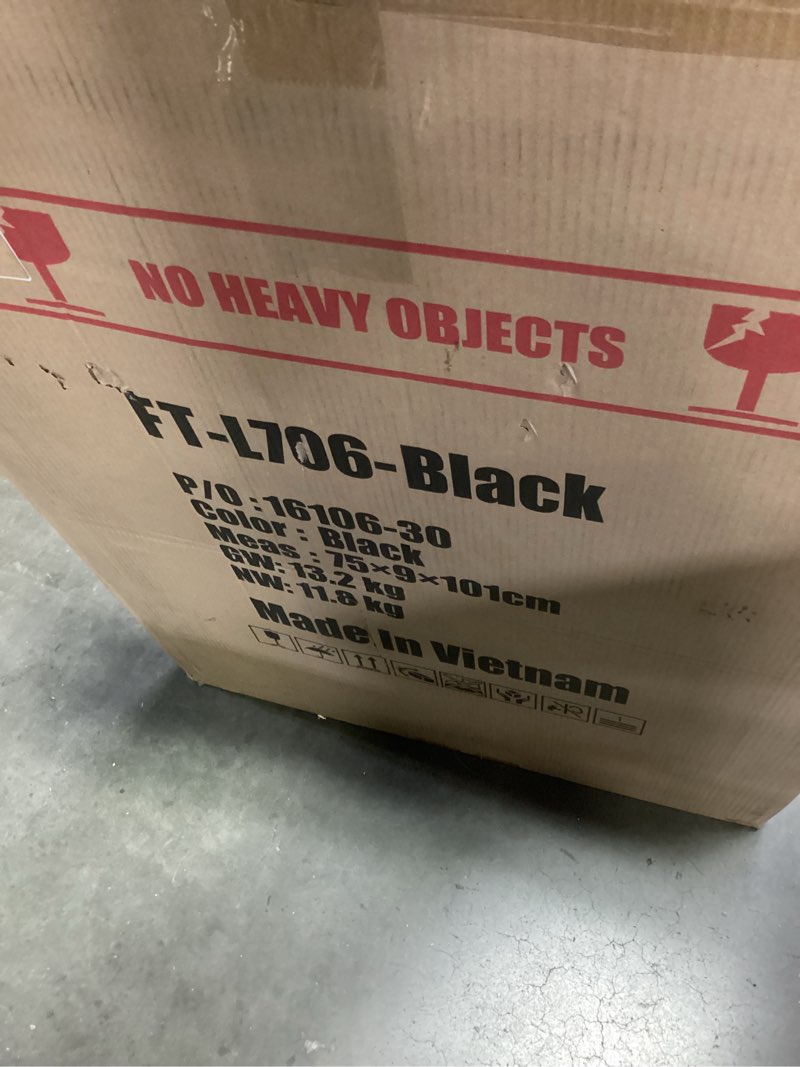 NO HEAVY OBJECTS
FT-L706-Black
P/O : 16106-30
Color : Black
Meas : 75×9×101cm
GW: 13.2 kg
NW: 11.8 kg
Made In Vietnam